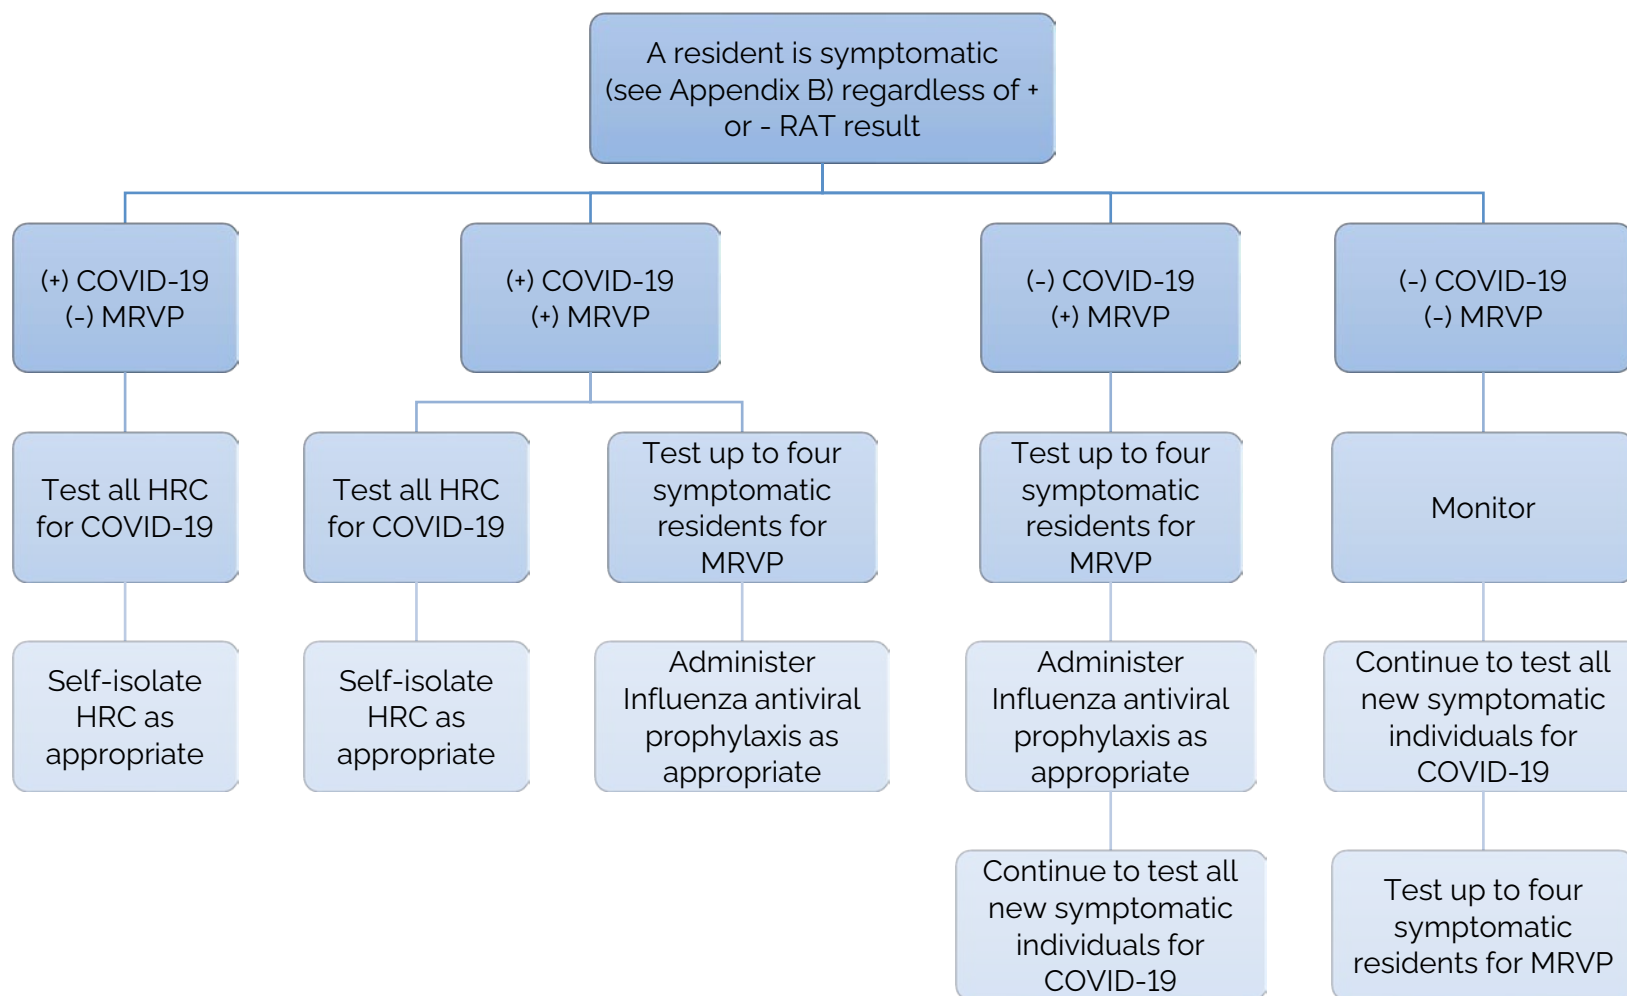 A resident is symptomatic
(see Appendix B) regardless of +
or - RAT result
(+) COVID-19
(-) MRVP
(+) COVID-19
(+) MRVP
(-) COVID-19
(+) MRVP
(-) COVID-19
(-) MRVP
Test all HRC
for COVID-19
Test all HRC
for COVID-19
Test up to four
symptomatic
residents for
MRVP
Test up to four
symptomatic
residents for
MRVP
Monitor
Self-isolate
HRC as
appropriate
Self-isolate
HRC as
appropriate
Administer
Influenza antiviral
prophylaxis as
appropriate
Administer
Influenza antiviral
prophylaxis as
appropriate
Continue to test all
new symptomatic
individuals for
COVID-19
Continue to test all
new symptomatic
individuals for
COVID-19
Test up to four
symptomatic
residents for MRVP